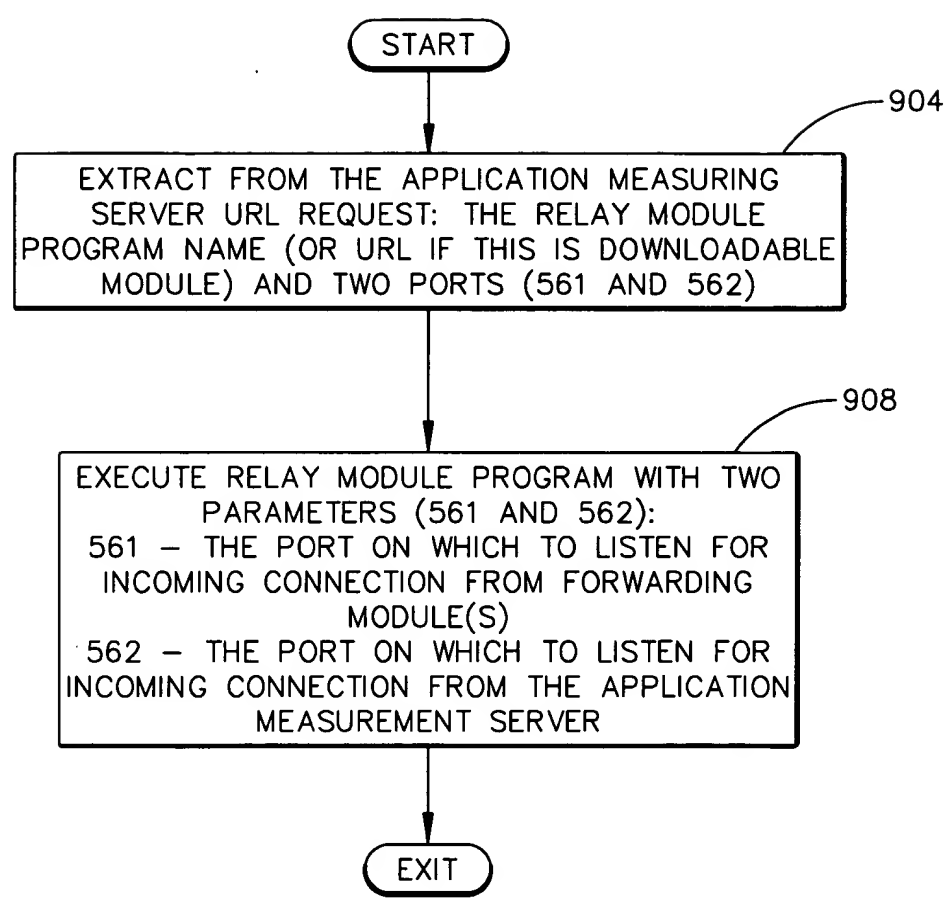 START
904
EXTRACT FROM THE APPLICATION MEASURING
SERVER URL REQUEST: THE RELAY MODULE
PROGRAM NAME (OR URL IF THIS IS DOWNLOADABLE
MODULE) AND TWO PORTS (561 AND 562)
908
EXECUTE RELAY MODULE PROGRAM WITH TWO
PARAMETERS (561 AND 562):
561 – THE PORT ON WHICH TO LISTEN FOR
INCOMING CONNECTION FROM FORWARDING
MODULE(S)
562 – THE PORT ON WHICH TO LISTEN FOR
INCOMING CONNECTION FROM THE APPLICATION
MEASUREMENT SERVER
EXIT